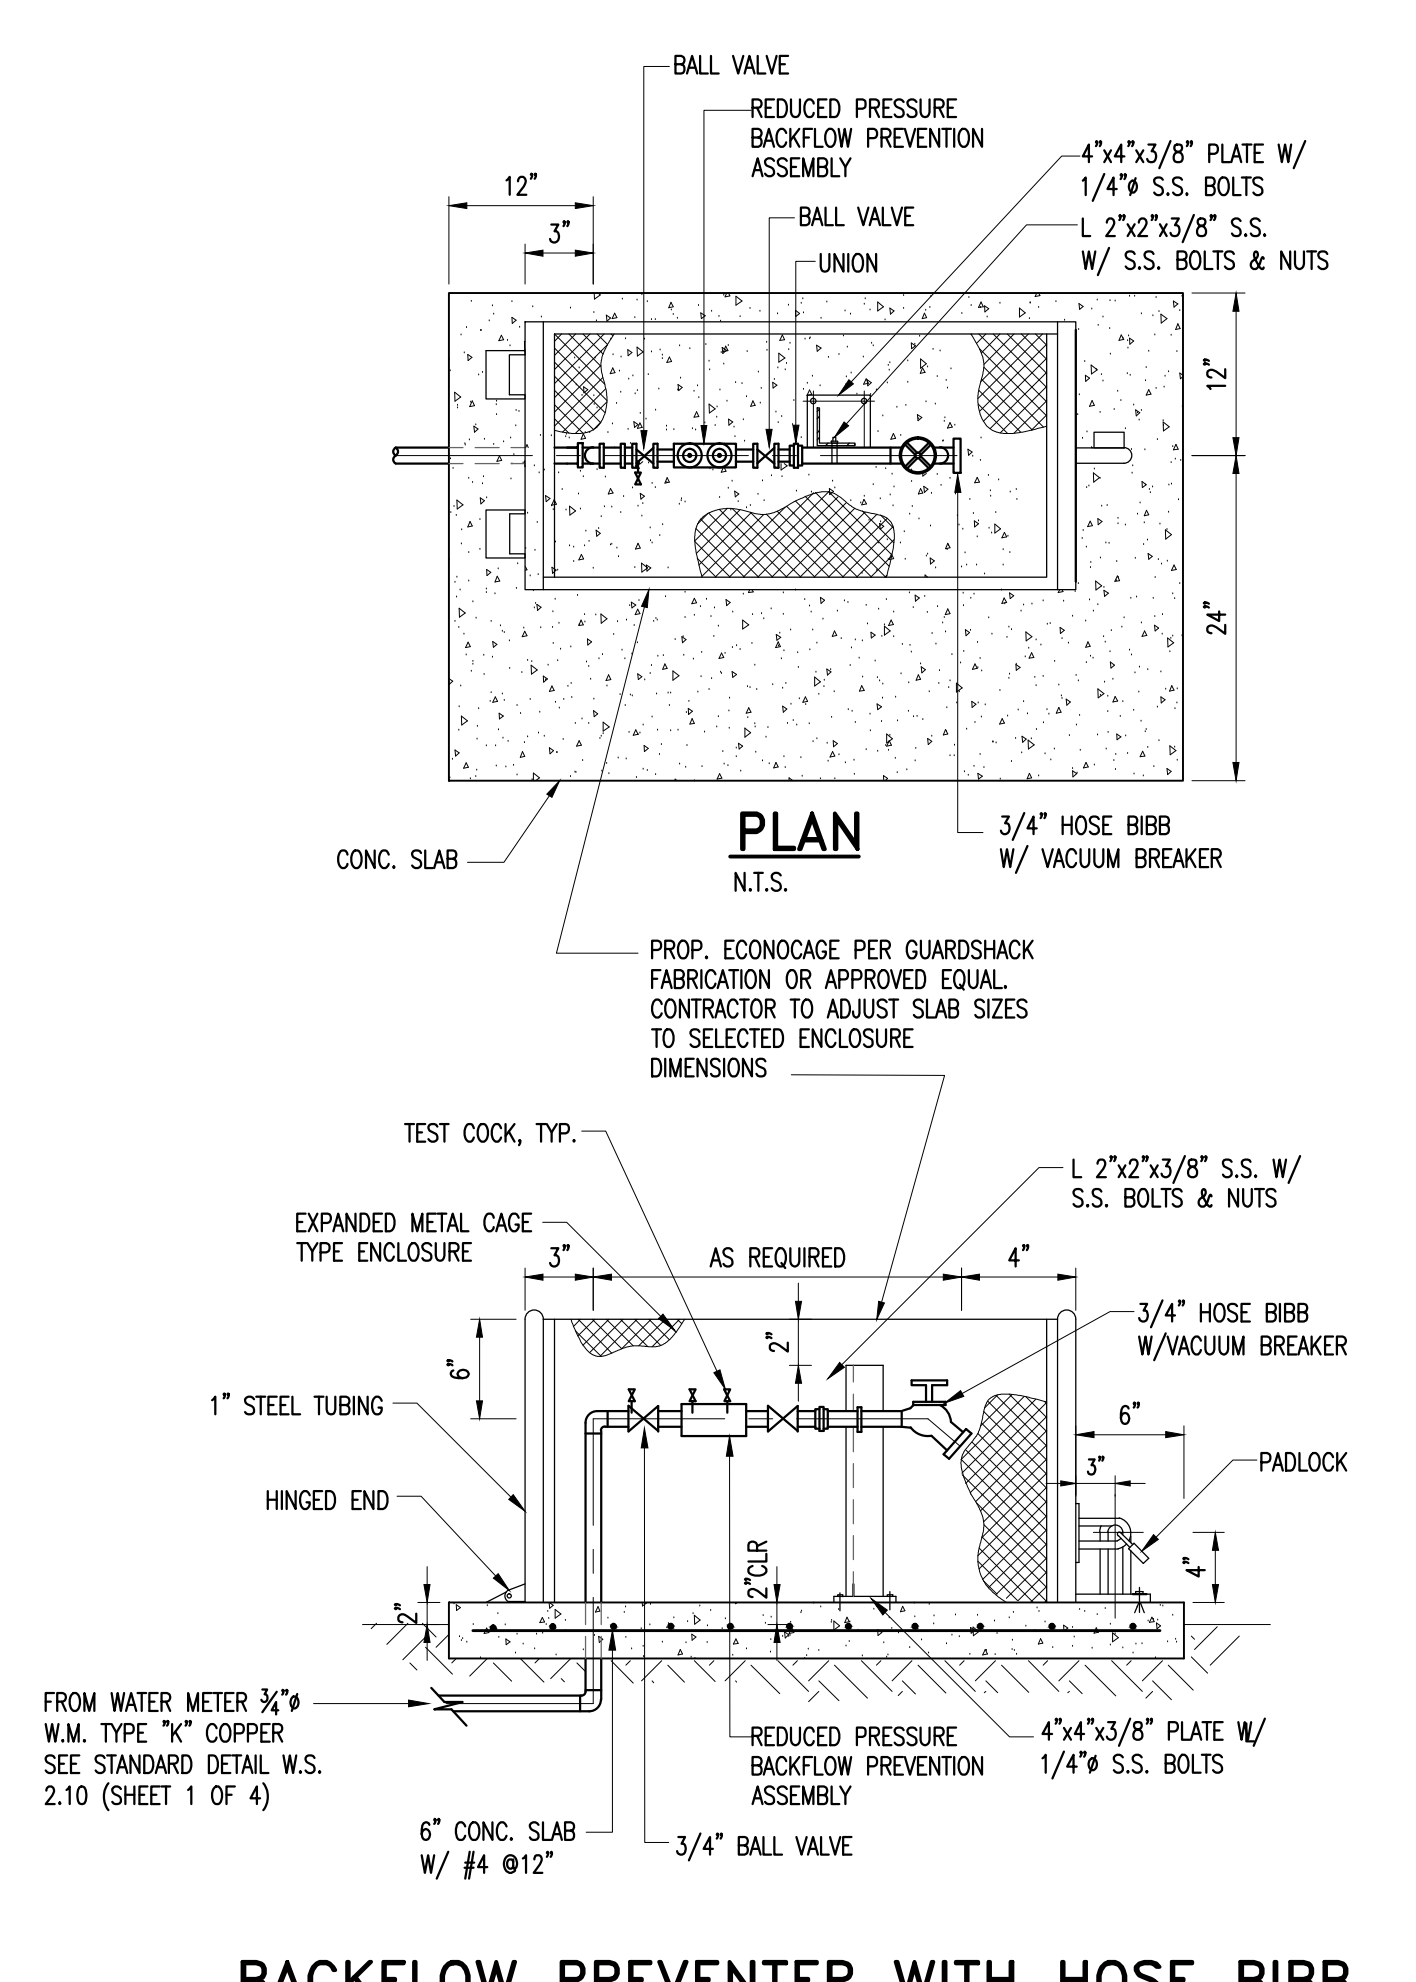 BALL VALVE
REDUCED PRESSURE
BACKFLOW PREVENTION
ASSEMBLY
4"x4"x3/8" PLATE W/
1/4"ø S.S. BOLTS
12"
BALL VALVE
L 2"x2"x3/8" S.S.
W/ S.S. BOLTS & NUTS
3"
UNION
12"
24"
PLAN
N.T.S.
3/4" HOSE BIBB
W/ VACUUM BREAKER
CONC. SLAB
PROP. ECONOCAGE PER GUARDSHACK
FABRICATION OR APPROVED EQUAL.
CONTRACTOR TO ADJUST SLAB SIZES
TO SELECTED ENCLOSURE
DIMENSIONS
TEST COCK, TYP.
L 2"x2"x3/8" S.S. W/
S.S. BOLTS & NUTS
EXPANDED METAL CAGE
TYPE ENCLOSURE
3"
AS REQUIRED
4"
3/4" HOSE BIBB
W/VACUUM BREAKER
2"
6"
1" STEEL TUBING
6"
3"
PADLOCK
HINGED END
2"CLR
4"
2"
FROM WATER METER ¾"ø
W.M. TYPE "K" COPPER
SEE STANDARD DETAIL W.S.
2.10 (SHEET 1 OF 4)
REDUCED PRESSURE
BACKFLOW PREVENTION
ASSEMBLY
4"x4"x3/8" PLATE W/
1/4"ø S.S. BOLTS
6" CONC. SLAB
W/ #4 @12"
3/4" BALL VALVE
BACKFLOW PREVENTER WITH HOSE BIBB